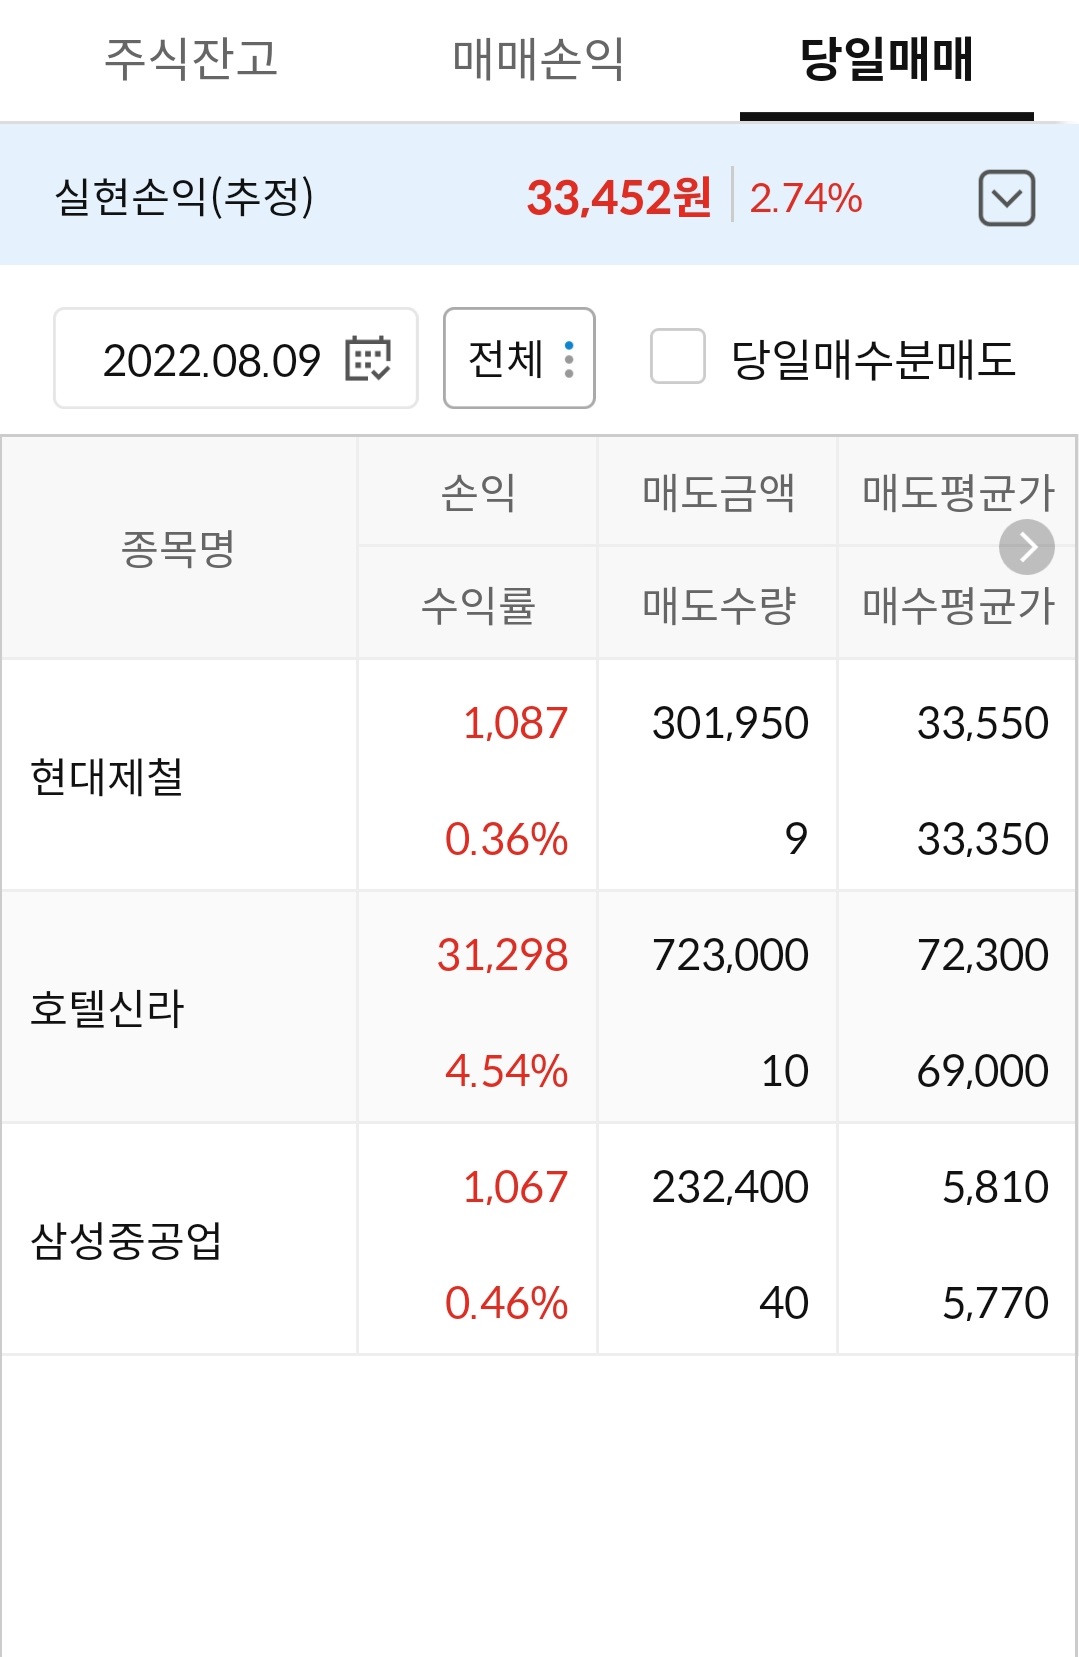 주식잔고 매매손익 당일매매
실현손익(추정) 33,452원 2.74%
2022.08.09 전체 당일매수분매도
종목명
손익 매도금액 매도평균가
수익률 매도수량 매수평균가
현대제철
1,087 301,950 33,550
0.36% 9 33,350
호텔신라
31,298 723,000 72,300
4.54% 10 69,000
삼성중공업
1,067 232,400 5,810
0.46% 40 5,770